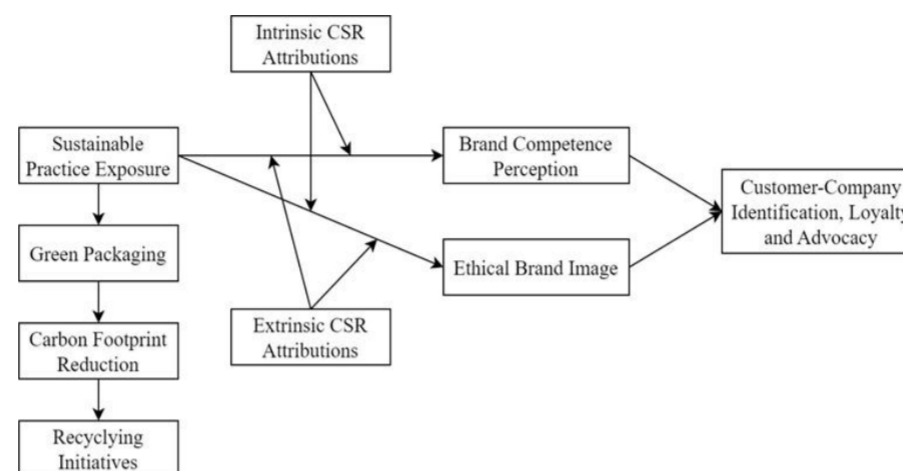 Intrinsic CSR
Attributions
Sustainable
Practice Exposure
Brand Competence
Perception
Customer-Company
Identification, Loyalty
and Advocacy
Green Packaging
Ethical Brand Image
Extrinsic CSR
Attributions
Carbon Footprint
Reduction
Recyclying
Initiatives